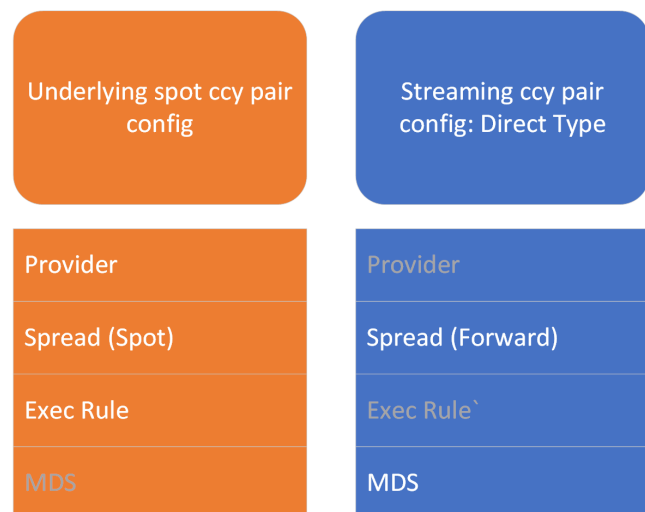 Underlying spot ccy pair
config
Streaming ccy pair
config: Direct Type
Provider
Spread (Spot)
Exec Rule
MDS
Provider
Spread (Forward)
Exec Rule`
MDS